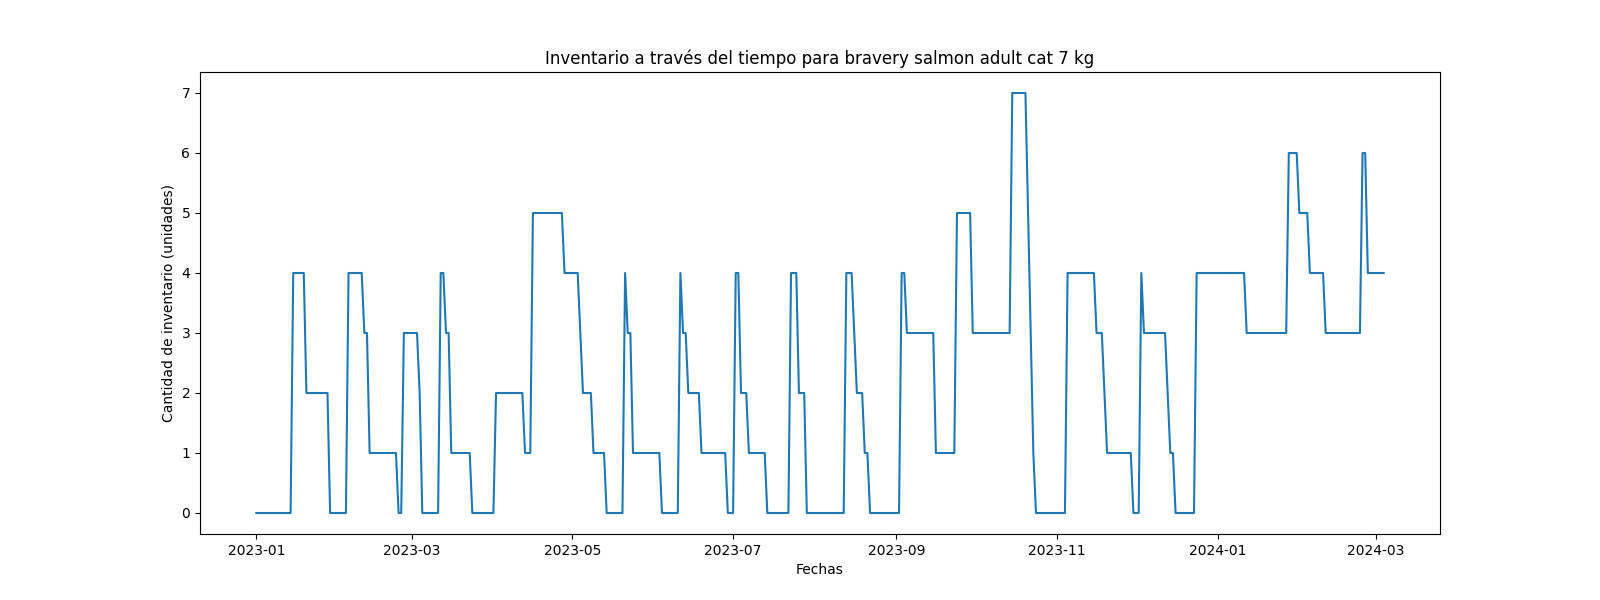 Inventario a través del tiempo para bravery salmon adult cat 7 kg
Cantidad de inventario (unidades)
7
6
5
4
3
2
1
0
2023-01 2023-03 2023-05 2023-07 2023-09 2023-11 2024-01 2024-03
Fechas